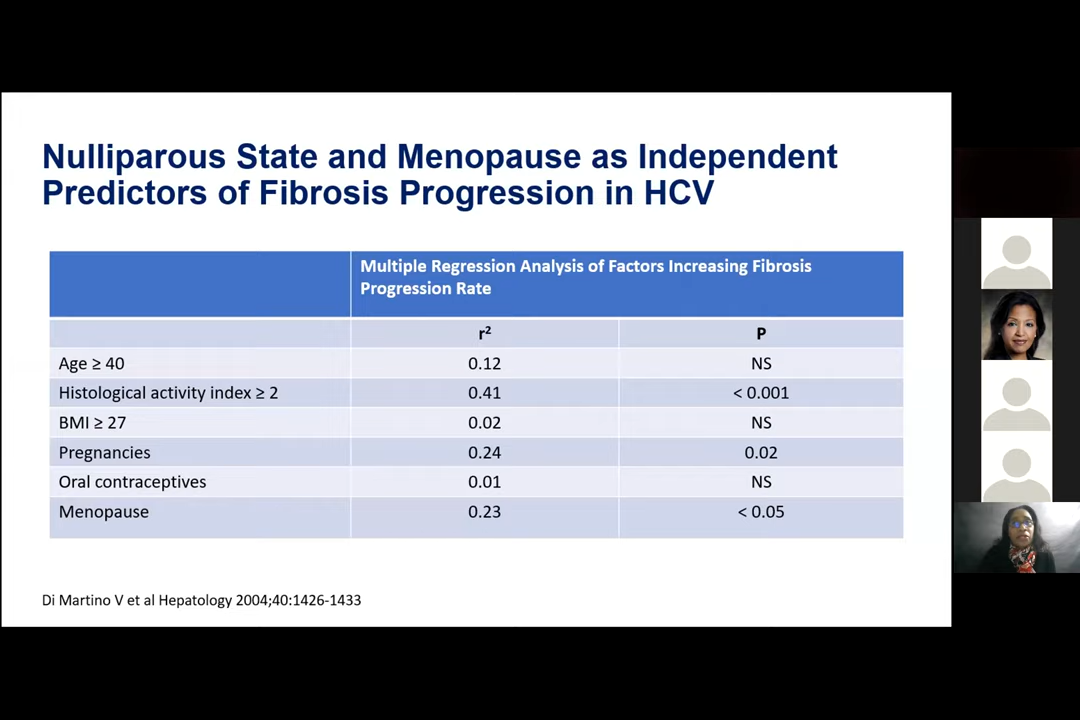 Nulliparous State and Menopause as Independent
Predictors of Fibrosis Progression in HCV
Multiple Regression Analysis of Factors Increasing Fibrosis
Progression Rate
r² P
Age ≥ 40 0.12 NS
Histological activity index ≥ 2 0.41 < 0.001
BMI ≥ 27 0.02 NS
Pregnancies 0.24 0.02
Oral contraceptives 0.01 NS
Menopause 0.23 < 0.05
Di Martino V et al Hepatology 2004;40:1426-1433